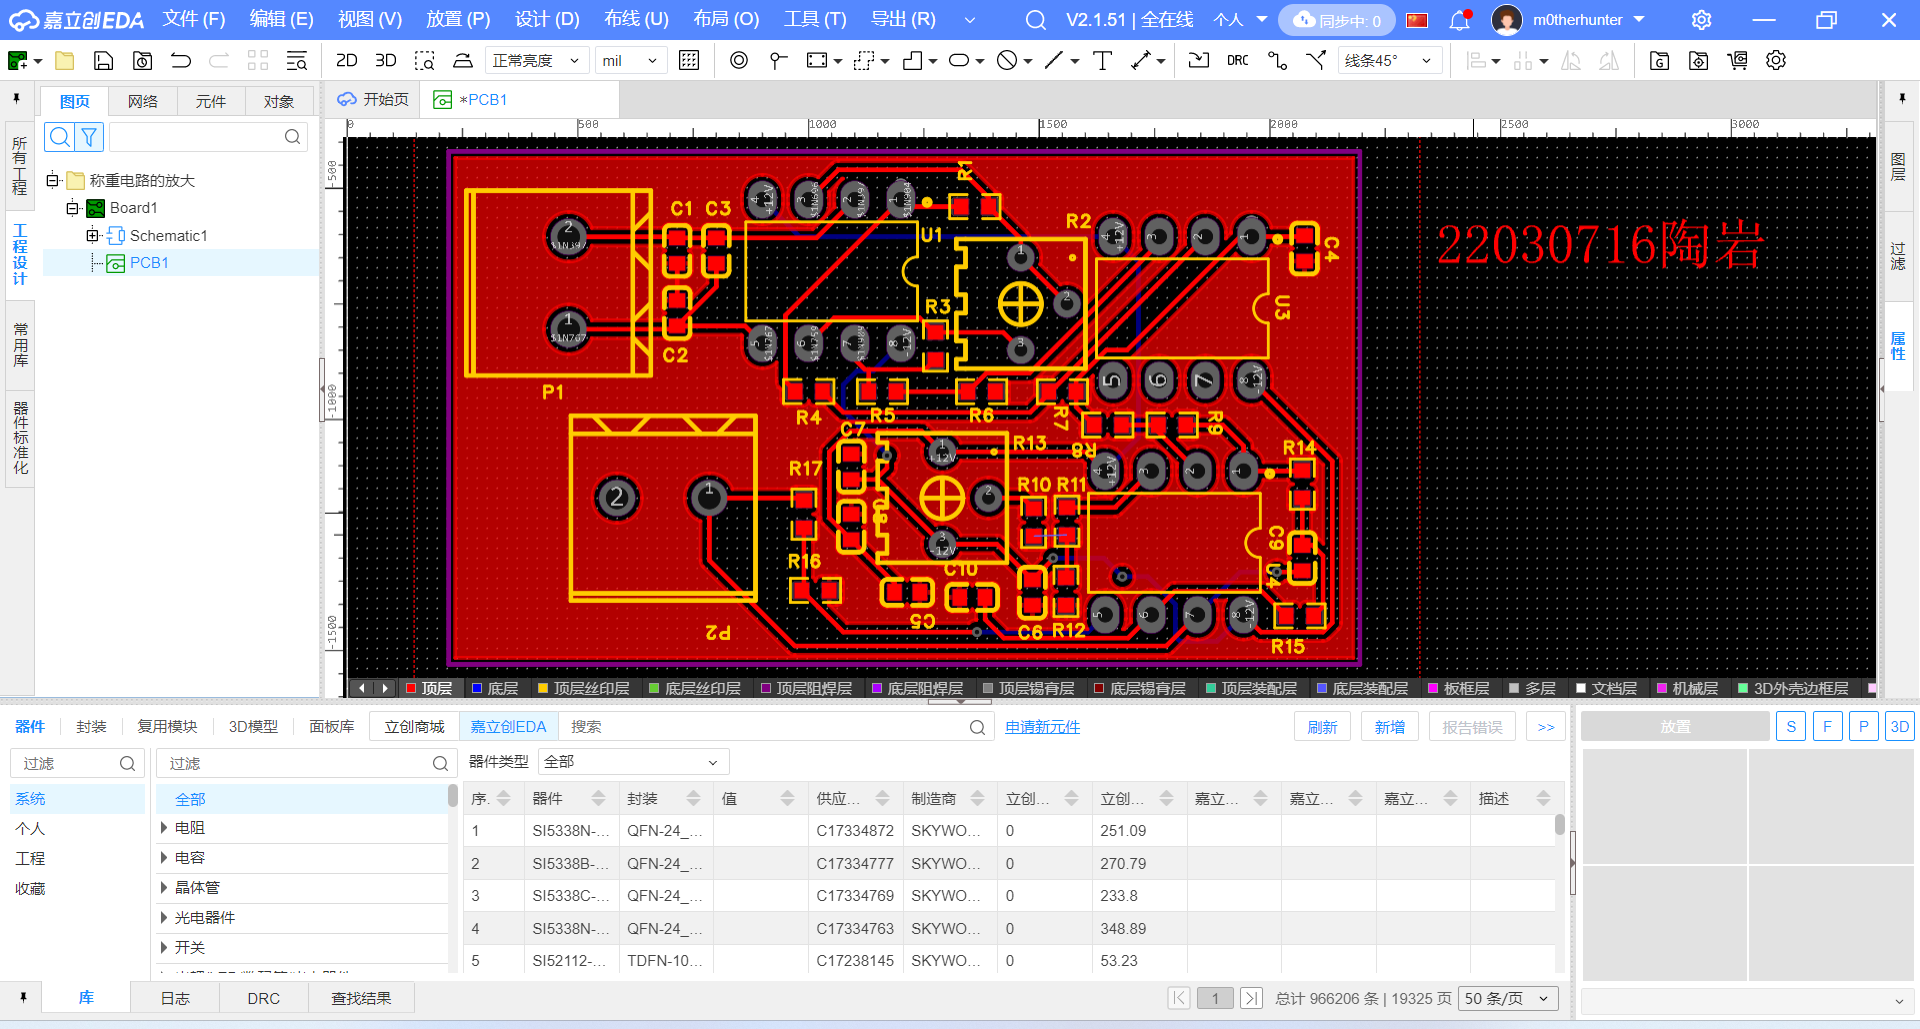 嘉立创EDA 文件 (F) 编辑 (E) 视图 (V) 放置 (P) 设计 (D) 布线 (U) 布局 (O) 工具 (T) 导出 (R) V2.1.51 | 全在线 个人 同步中: 0 m0therhunter
2D 3D 正常亮度 mil DRC 线条45°
图页 网络 元件 对象 开始页 *PCB1
0 500 1000 1500 2000 2500 3000
所有工程
工程设计
常用库
器件标准化
称重电路的放大
Board1
Schematic1
PCB1
-500
-1000
-1500
R1
C1 C3 U1 R2 C4
22030716陶岩
R3 U3
C2
P1
R4 R5 R6 R7
C7 R13 R8 R9 R14
R17 R10 R11
C9
R16 C10 U4
P2 C5 C6 R12 R15
图层
过滤
属性
顶层 底层 顶层丝印层 底层丝印层 顶层阻焊层 底层阻焊层 顶层锡膏层 底层锡膏层 顶层装配层 底层装配层 板框层 多层 文档层 机械层 3D外壳边框层
器件 封装 复用模块 3D模型 面板库 立创商城 嘉立创EDA 搜索 申请新元件 刷新 新增 报告错误 >> 放置 S F P 3D
过滤 过滤 器件类型 全部
系统
个人
工程
收藏
全部
电阻
电容
晶体管
光电器件
开关
序. 器件 封装 值 供应... 制造商 立创... 立创... 嘉立... 嘉立... 嘉立... 描述
1 SI5338N-... QFN-24_... C17334872 SKYWO... 0 251.09
2 SI5338B-... QFN-24_... C17334777 SKYWO... 0 270.79
3 SI5338C-... QFN-24_... C17334769 SKYWO... 0 233.8
4 SI5338N-... QFN-24_... C17334763 SKYWO... 0 348.89
5 SI52112-... TDFN-10... C17238145 SKYWO... 0 53.23
库 日志 DRC 查找结果 1 总计 966206 条 | 19325 页 50 条/页